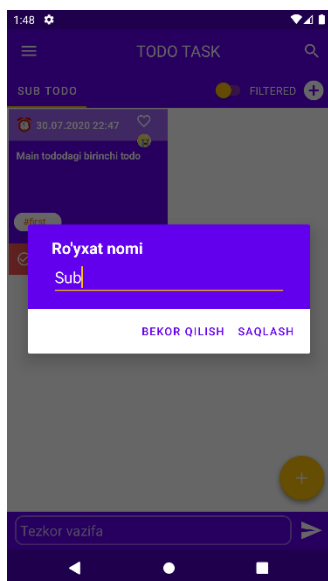 1:48
TODO TASK
SUB TODO
FILTERED
30.07.2020 22:47
Main tododagi birinchi todo
#first
Ro'yxat nomi
Sub
BEKOR QILISH SAQLASH
Tezkor vazifa